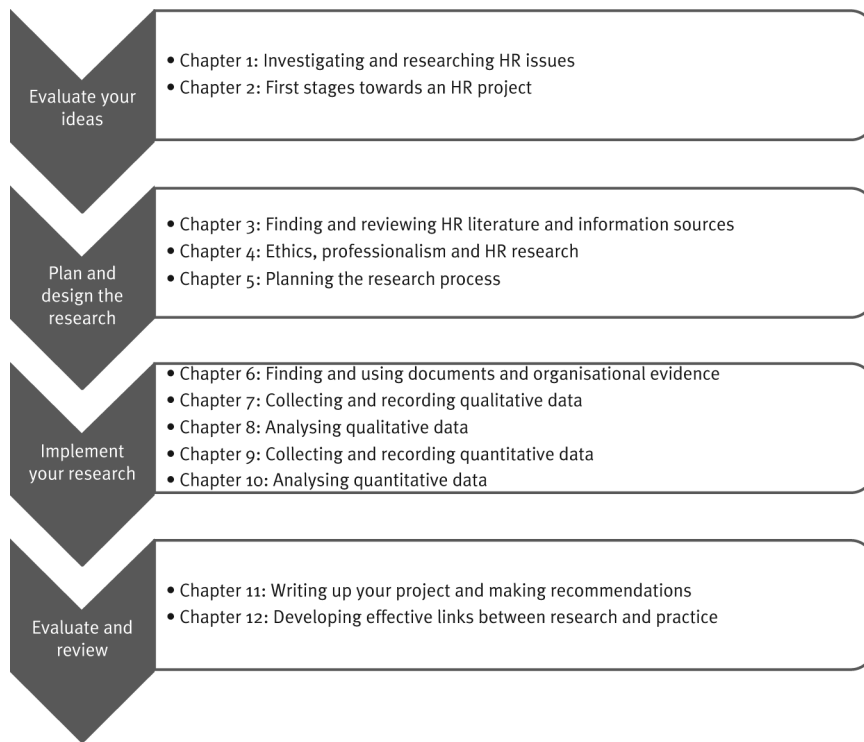 Evaluate your
ideas
• Chapter 1: Investigating and researching HR issues
• Chapter 2: First stages towards an HR project
Plan and
design the
research
• Chapter 3: Finding and reviewing HR literature and information sources
• Chapter 4: Ethics, professionalism and HR research
• Chapter 5: Planning the research process
Implement
your research
• Chapter 6: Finding and using documents and organisational evidence
• Chapter 7: Collecting and recording qualitative data
• Chapter 8: Analysing qualitative data
• Chapter 9: Collecting and recording quantitative data
• Chapter 10: Analysing quantitative data
Evaluate and
review
• Chapter 11: Writing up your project and making recommendations
• Chapter 12: Developing effective links between research and practice